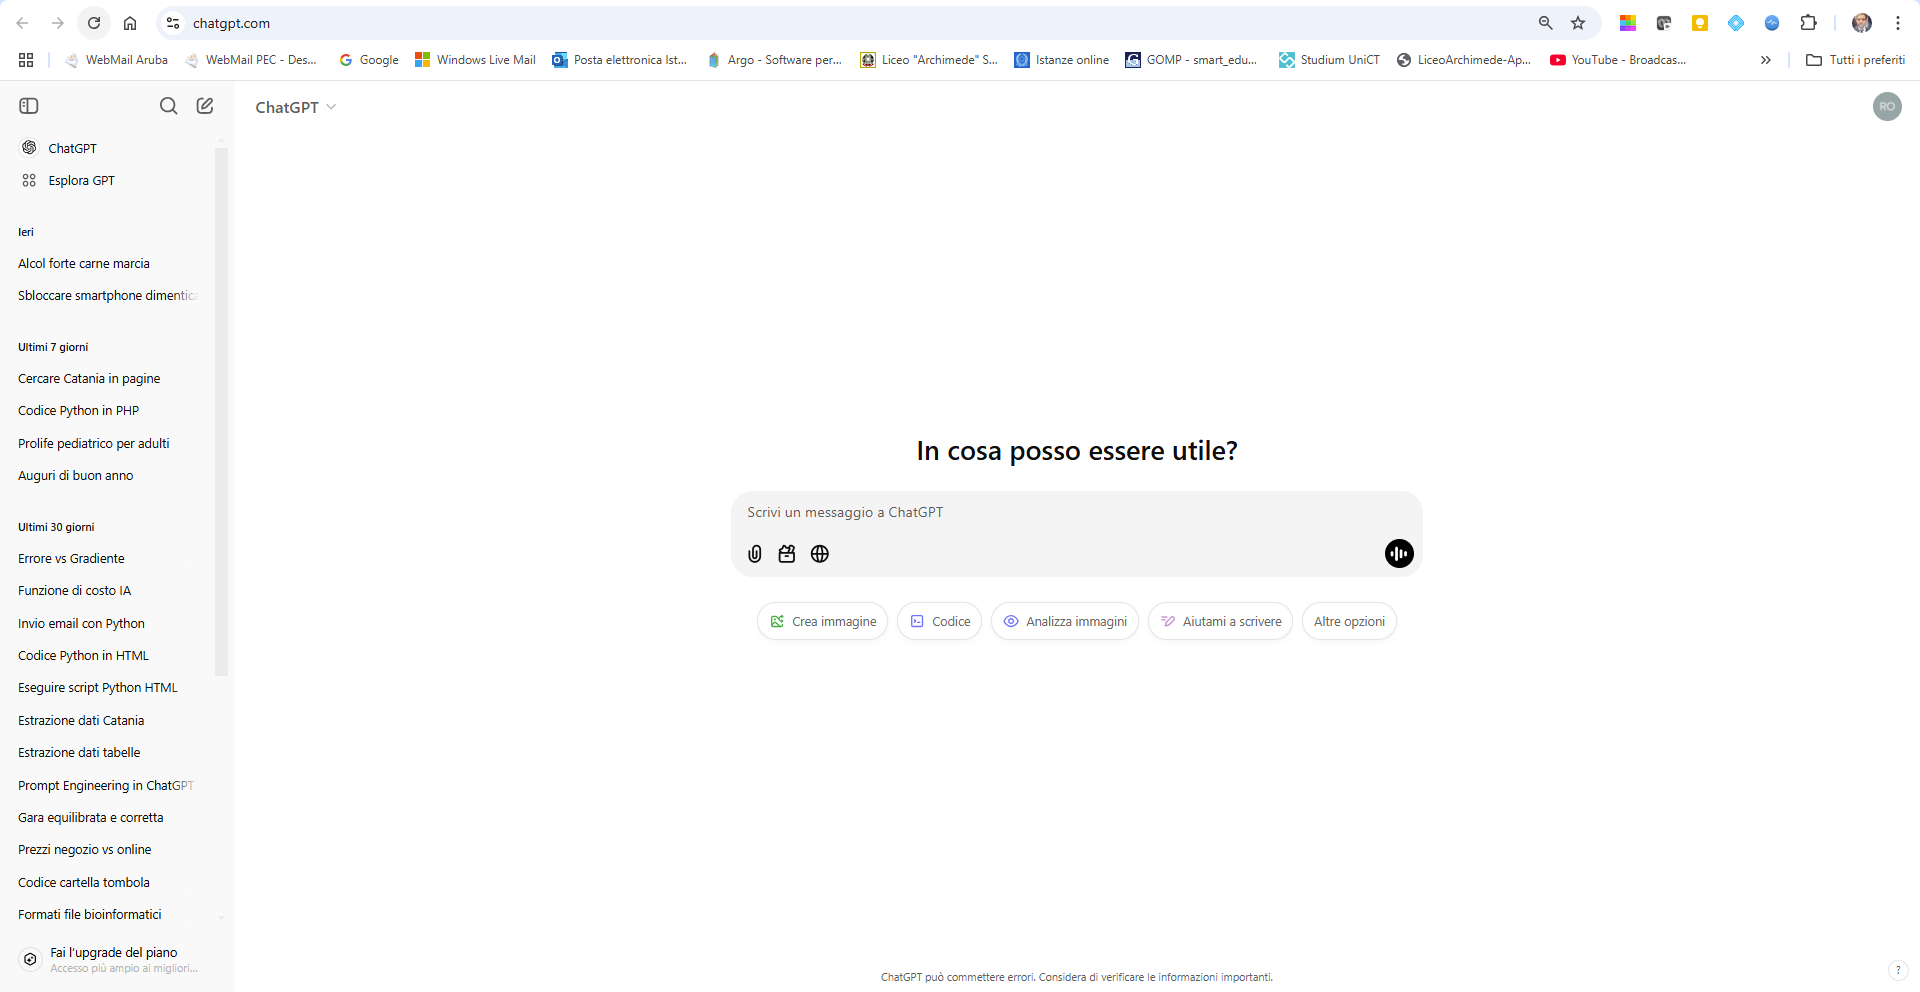 chatgpt.com
WebMail Aruba
WebMail PEC - Des...
Google
Windows Live Mail
Posta elettronica Ist...
Argo - Software per...
Liceo "Archimede" S...
Istanze online
GOMP - smart_edu...
Studium UniCT
LiceoArchimede-Ap...
YouTube - Broadcas...
Tutti i preferiti
ChatGPT
RO
ChatGPT
Esplora GPT
Ieri
Alcol forte carne marcia
Sbloccare smartphone dimentica
Ultimi 7 giorni
Cercare Catania in pagine
Codice Python in PHP
Prolife pediatrico per adulti
Auguri di buon anno
Ultimi 30 giorni
Errore vs Gradiente
Funzione di costo IA
Invio email con Python
Codice Python in HTML
Eseguire script Python HTML
Estrazione dati Catania
Estrazione dati tabelle
Prompt Engineering in ChatGPT
Gara equilibrata e corretta
Prezzi negozio vs online
Codice cartella tombola
Formati file bioinformatici
Fai l'upgrade del piano
Accesso più ampio ai migliori...
In cosa posso essere utile?
Scrivi un messaggio a ChatGPT
Crea immagine
Codice
Analizza immagini
Aiutami a scrivere
Altre opzioni
ChatGPT può commettere errori. Considera di verificare le informazioni importanti.
?